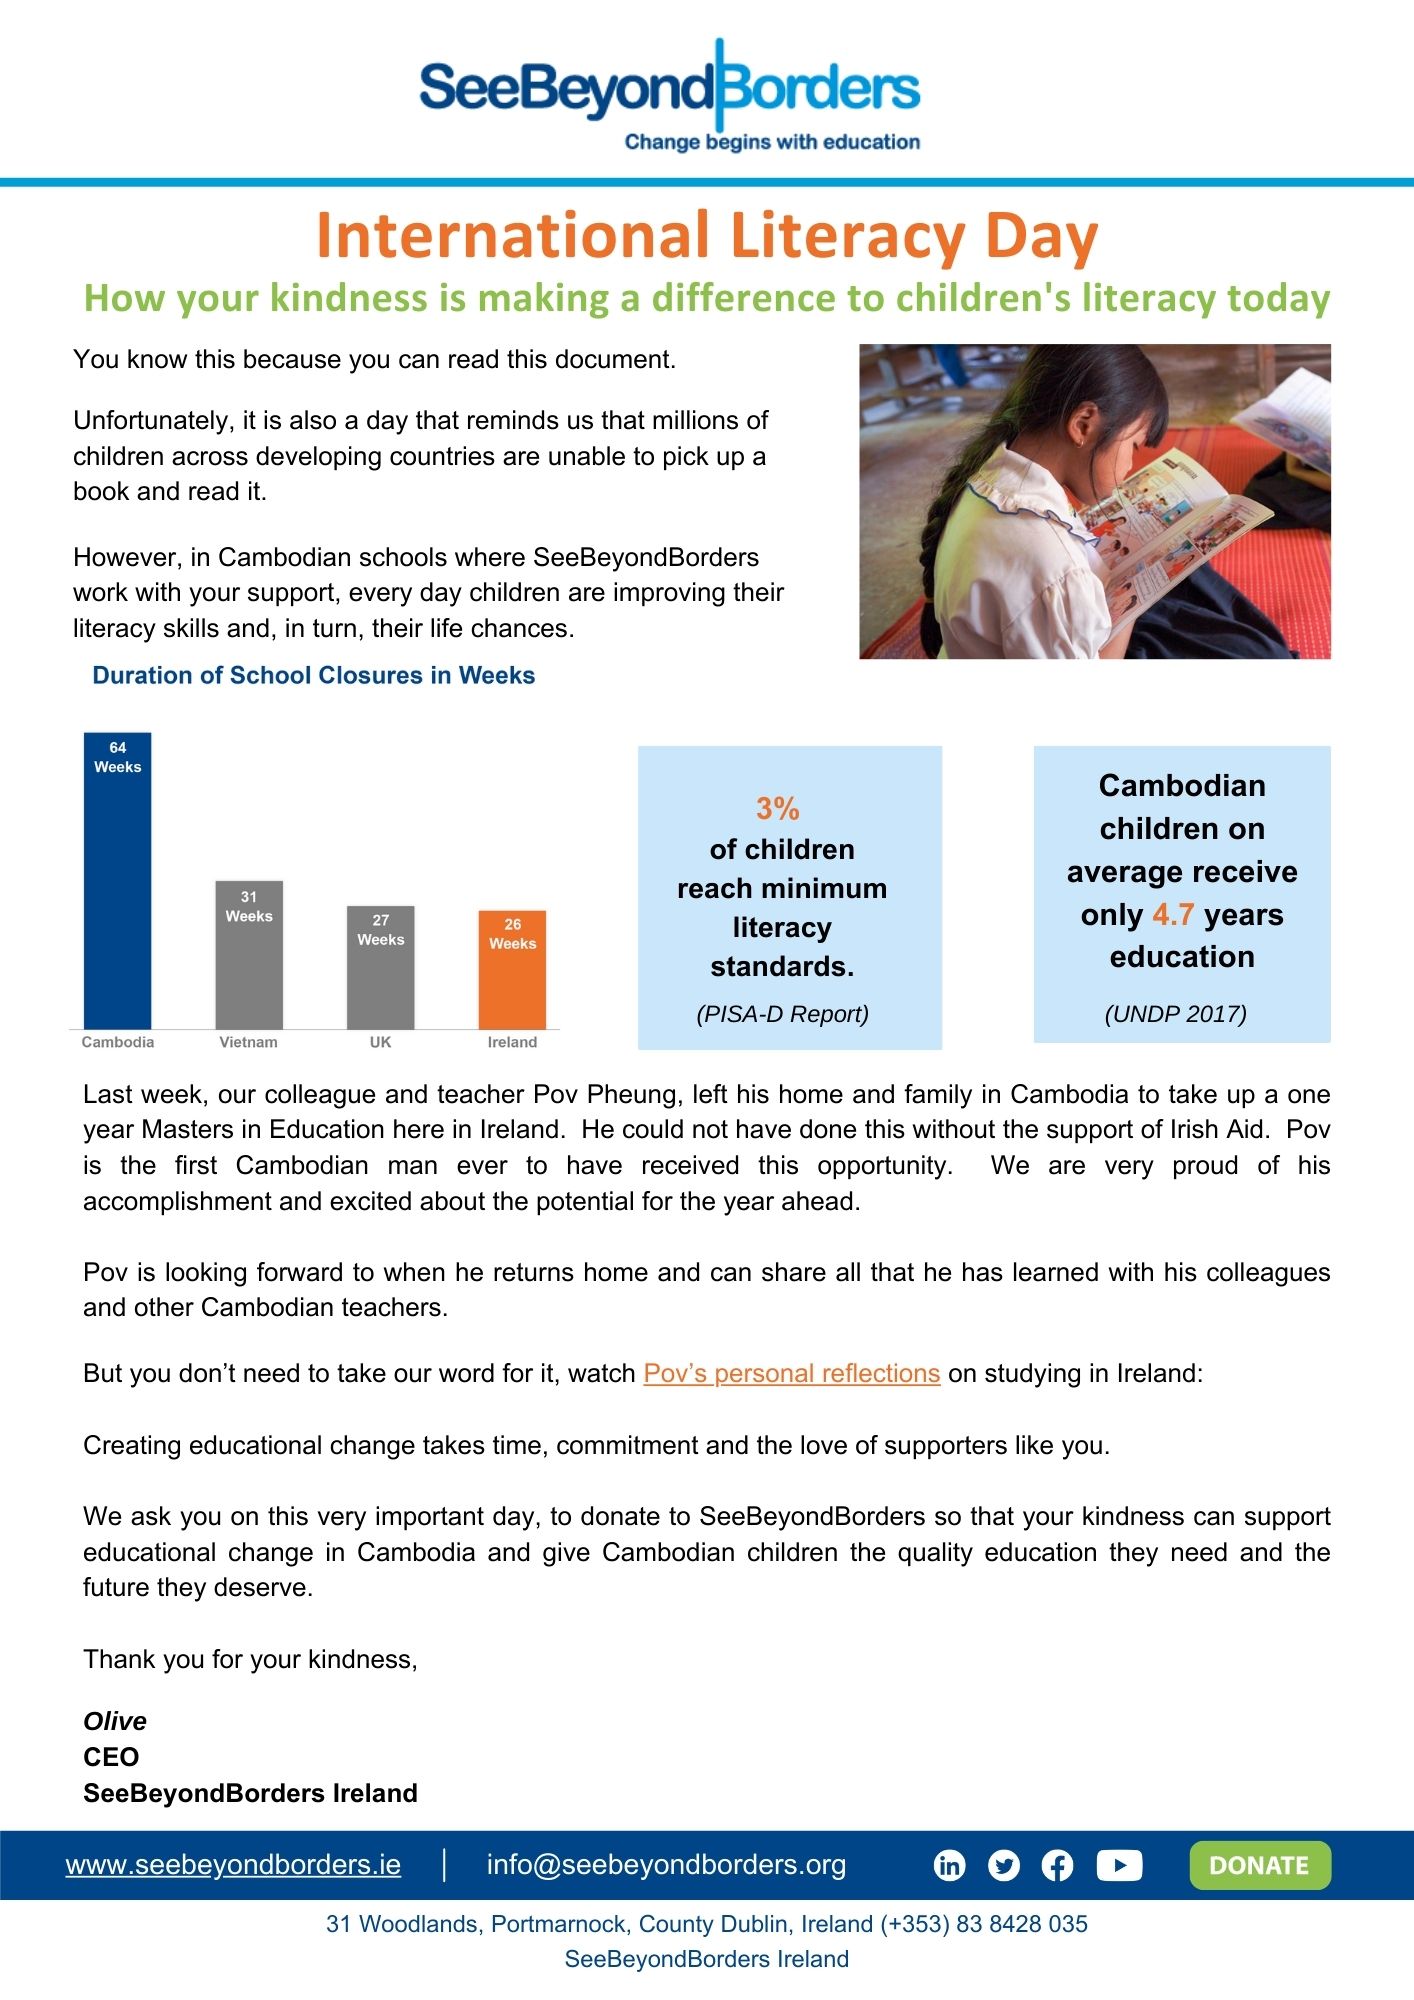 SeeBeyondBorders
Change begins with education
International Literacy Day
How your kindness is making a difference to children's literacy today
You know this because you can read this document.
Unfortunately, it is also a day that reminds us that millions of
children across developing countries are unable to pick up a
book and read it.
However, in Cambodian schools where SeeBeyondBorders
work with your support, every day children are improving their
literacy skills and, in turn, their life chances.
Duration of School Closures in Weeks
64
Weeks
31
Weeks
27
Weeks
26
Weeks
Cambodia
Vietnam
UK
Ireland
3%
of children
reach minimum
literacy
standards.
(PISA-D Report)
Cambodian
children on
average receive
only 4.7 years
education
(UNDP 2017)
Last week, our colleague and teacher Pov Pheung, left his home and family in Cambodia to take up a one
year Masters in Education here in Ireland. He could not have done this without the support of Irish Aid. Pov
is the first Cambodian man ever to have received this opportunity. We are very proud of his
accomplishment and excited about the potential for the year ahead.
Pov is looking forward to when he returns home and can share all that he has learned with his colleagues
and other Cambodian teachers.
But you don’t need to take our word for it, watch Pov’s personal reflections on studying in Ireland:
Creating educational change takes time, commitment and the love of supporters like you.
We ask you on this very important day, to donate to SeeBeyondBorders so that your kindness can support
educational change in Cambodia and give Cambodian children the quality education they need and the
future they deserve.
Thank you for your kindness,
Olive
CEO
SeeBeyondBorders Ireland
www.seebeyondborders.ie | info@seebeyondborders.org
DONATE
31 Woodlands, Portmarnock, County Dublin, Ireland (+353) 83 8428 035
SeeBeyondBorders Ireland